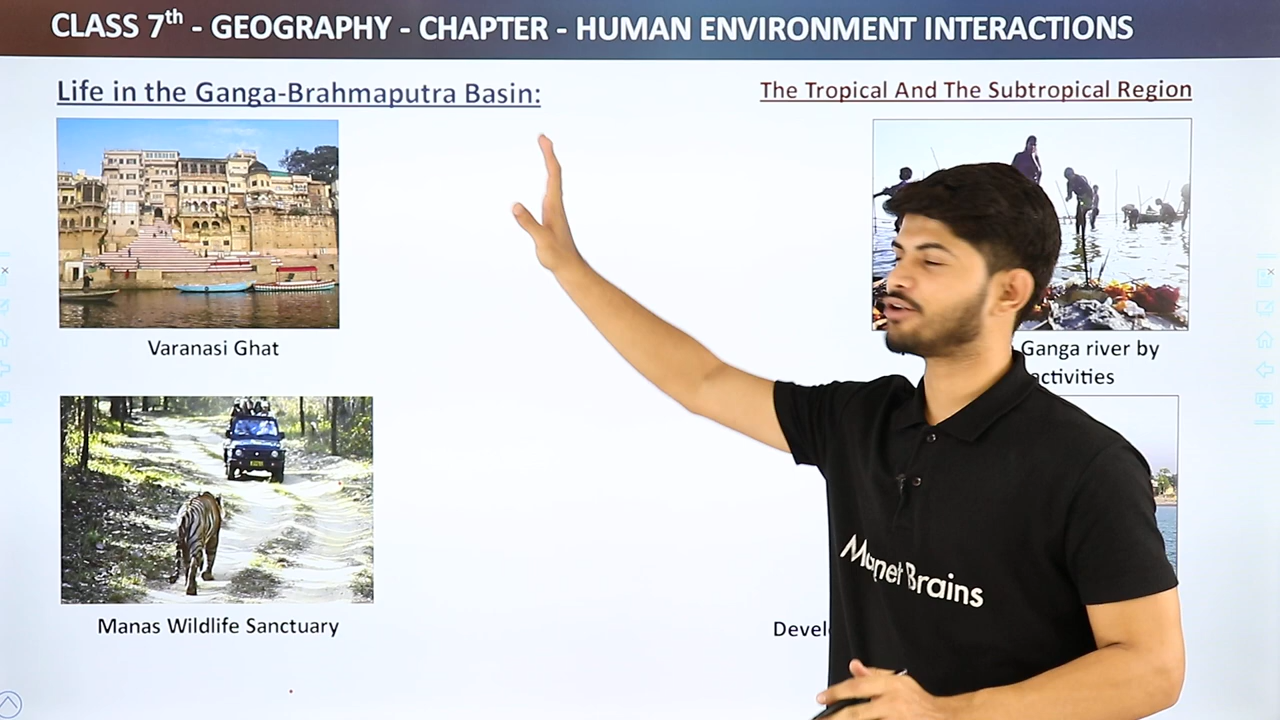 CLASS 7th - GEOGRAPHY - CHAPTER - HUMAN ENVIRONMENT INTERACTIONS
Life in the Ganga-Brahmaputra Basin:
The Tropical And The Subtropical Region
Varanasi Ghat
Ganga river by
activities
Manas Wildlife Sanctuary
Magnet Brains